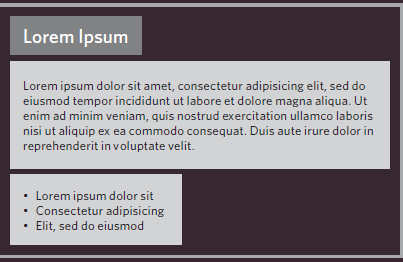 Lorem Ipsum
Lorem ipsum dolor sit amet, consectetur adipisicing elit, sed do
eiusmod tempor incididunt ut labore et dolore magna aliqua. Ut
enim ad minim veniam, quis nostrud exercitation ullamco laboris
nisi ut aliquip ex ea commodo consequat. Duis aute irure dolor in
reprehenderit in voluptate velit.
• Lorem ipsum dolor sit
• Consectetur adipisicing
• Elit, sed do eiusmod